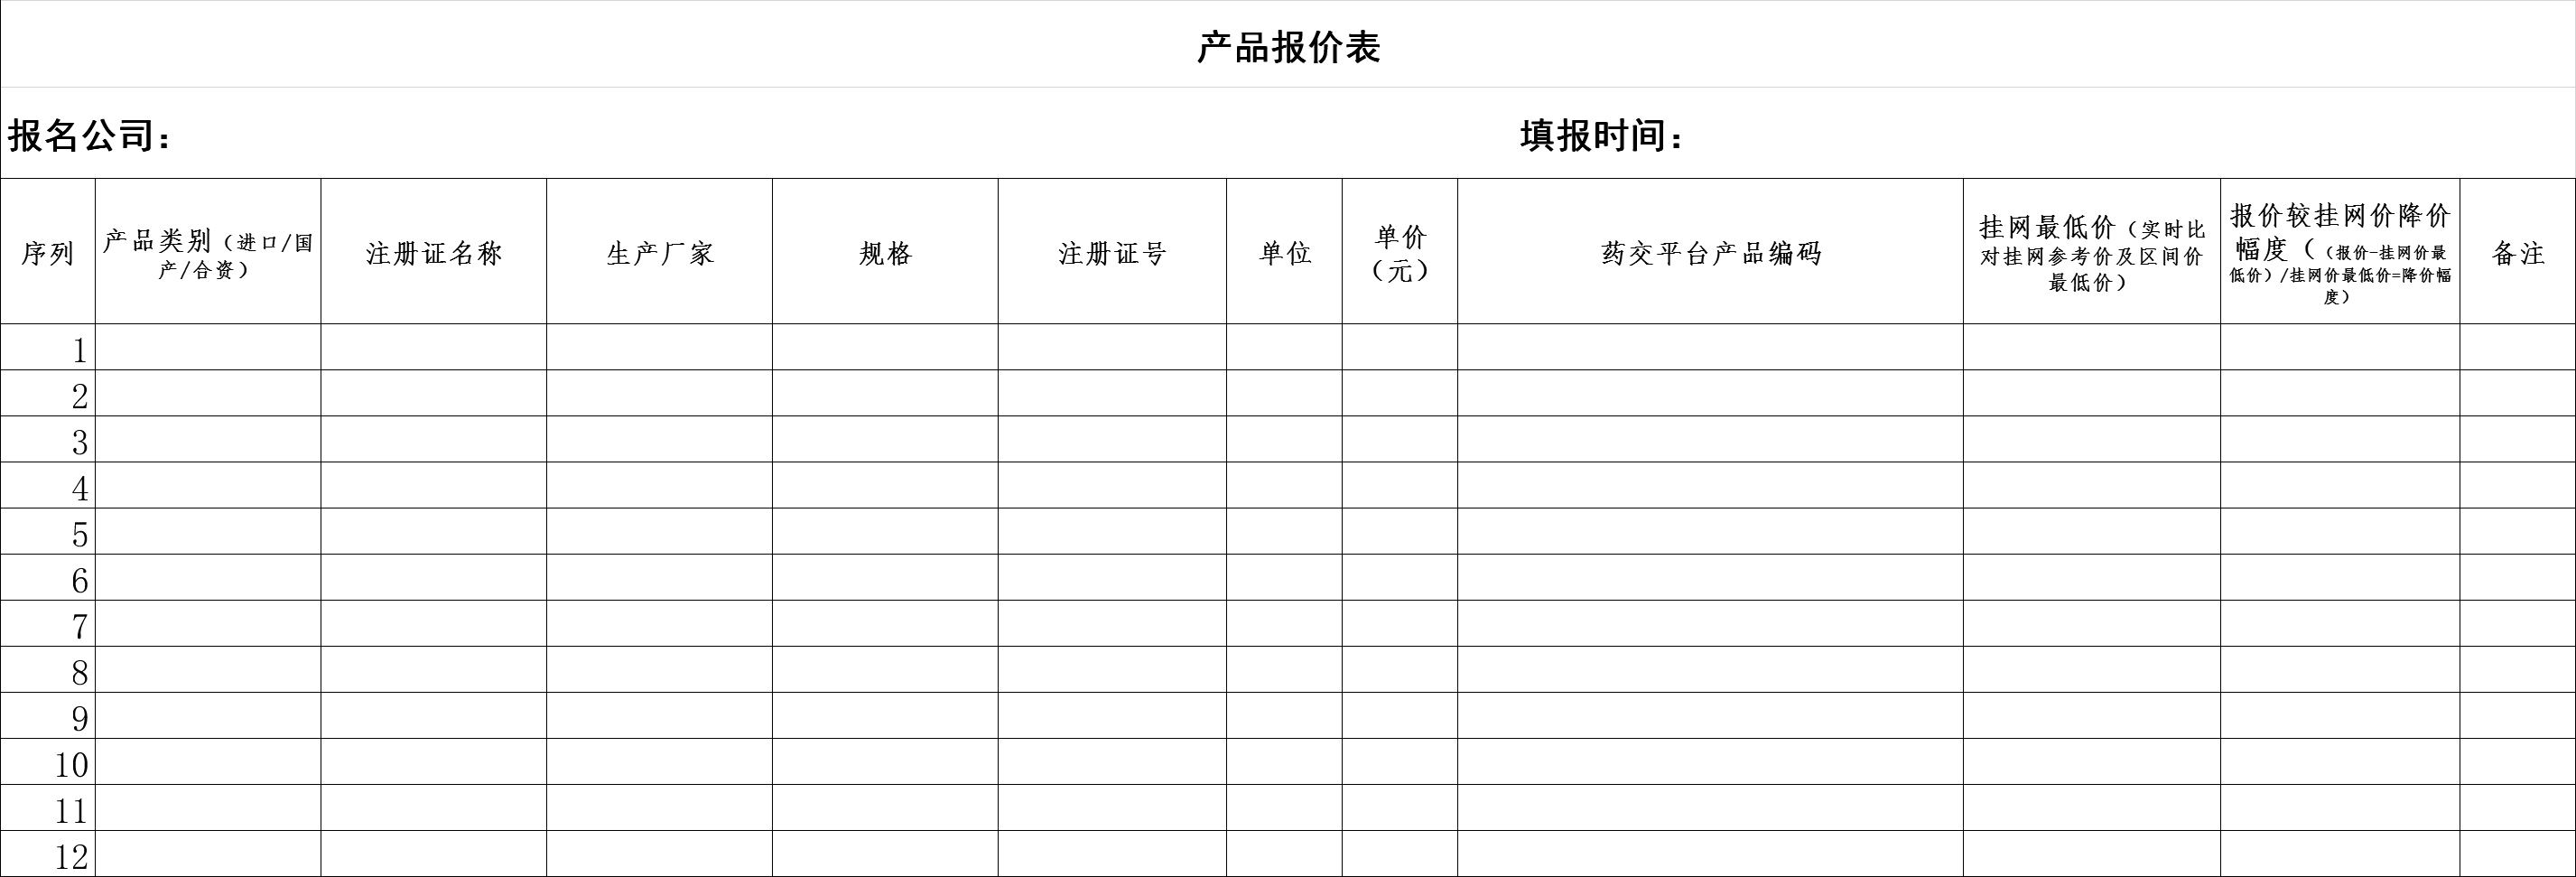 产品报价表
报名公司：
填报时间：
序列
产品类别（进口/国
产/合资）
注册证名称
生产厂家
规格
注册证号
单位
单价
（元）
药交平台产品编码
挂网最低价（实时比
对挂网参考价及区间价
最低价）
报价较挂网价降价
幅度（（报价-挂网价最
低价）/挂网价最低价=降价幅
度）
备注
1
2
3
4
5
6
7
8
9
10
11
12